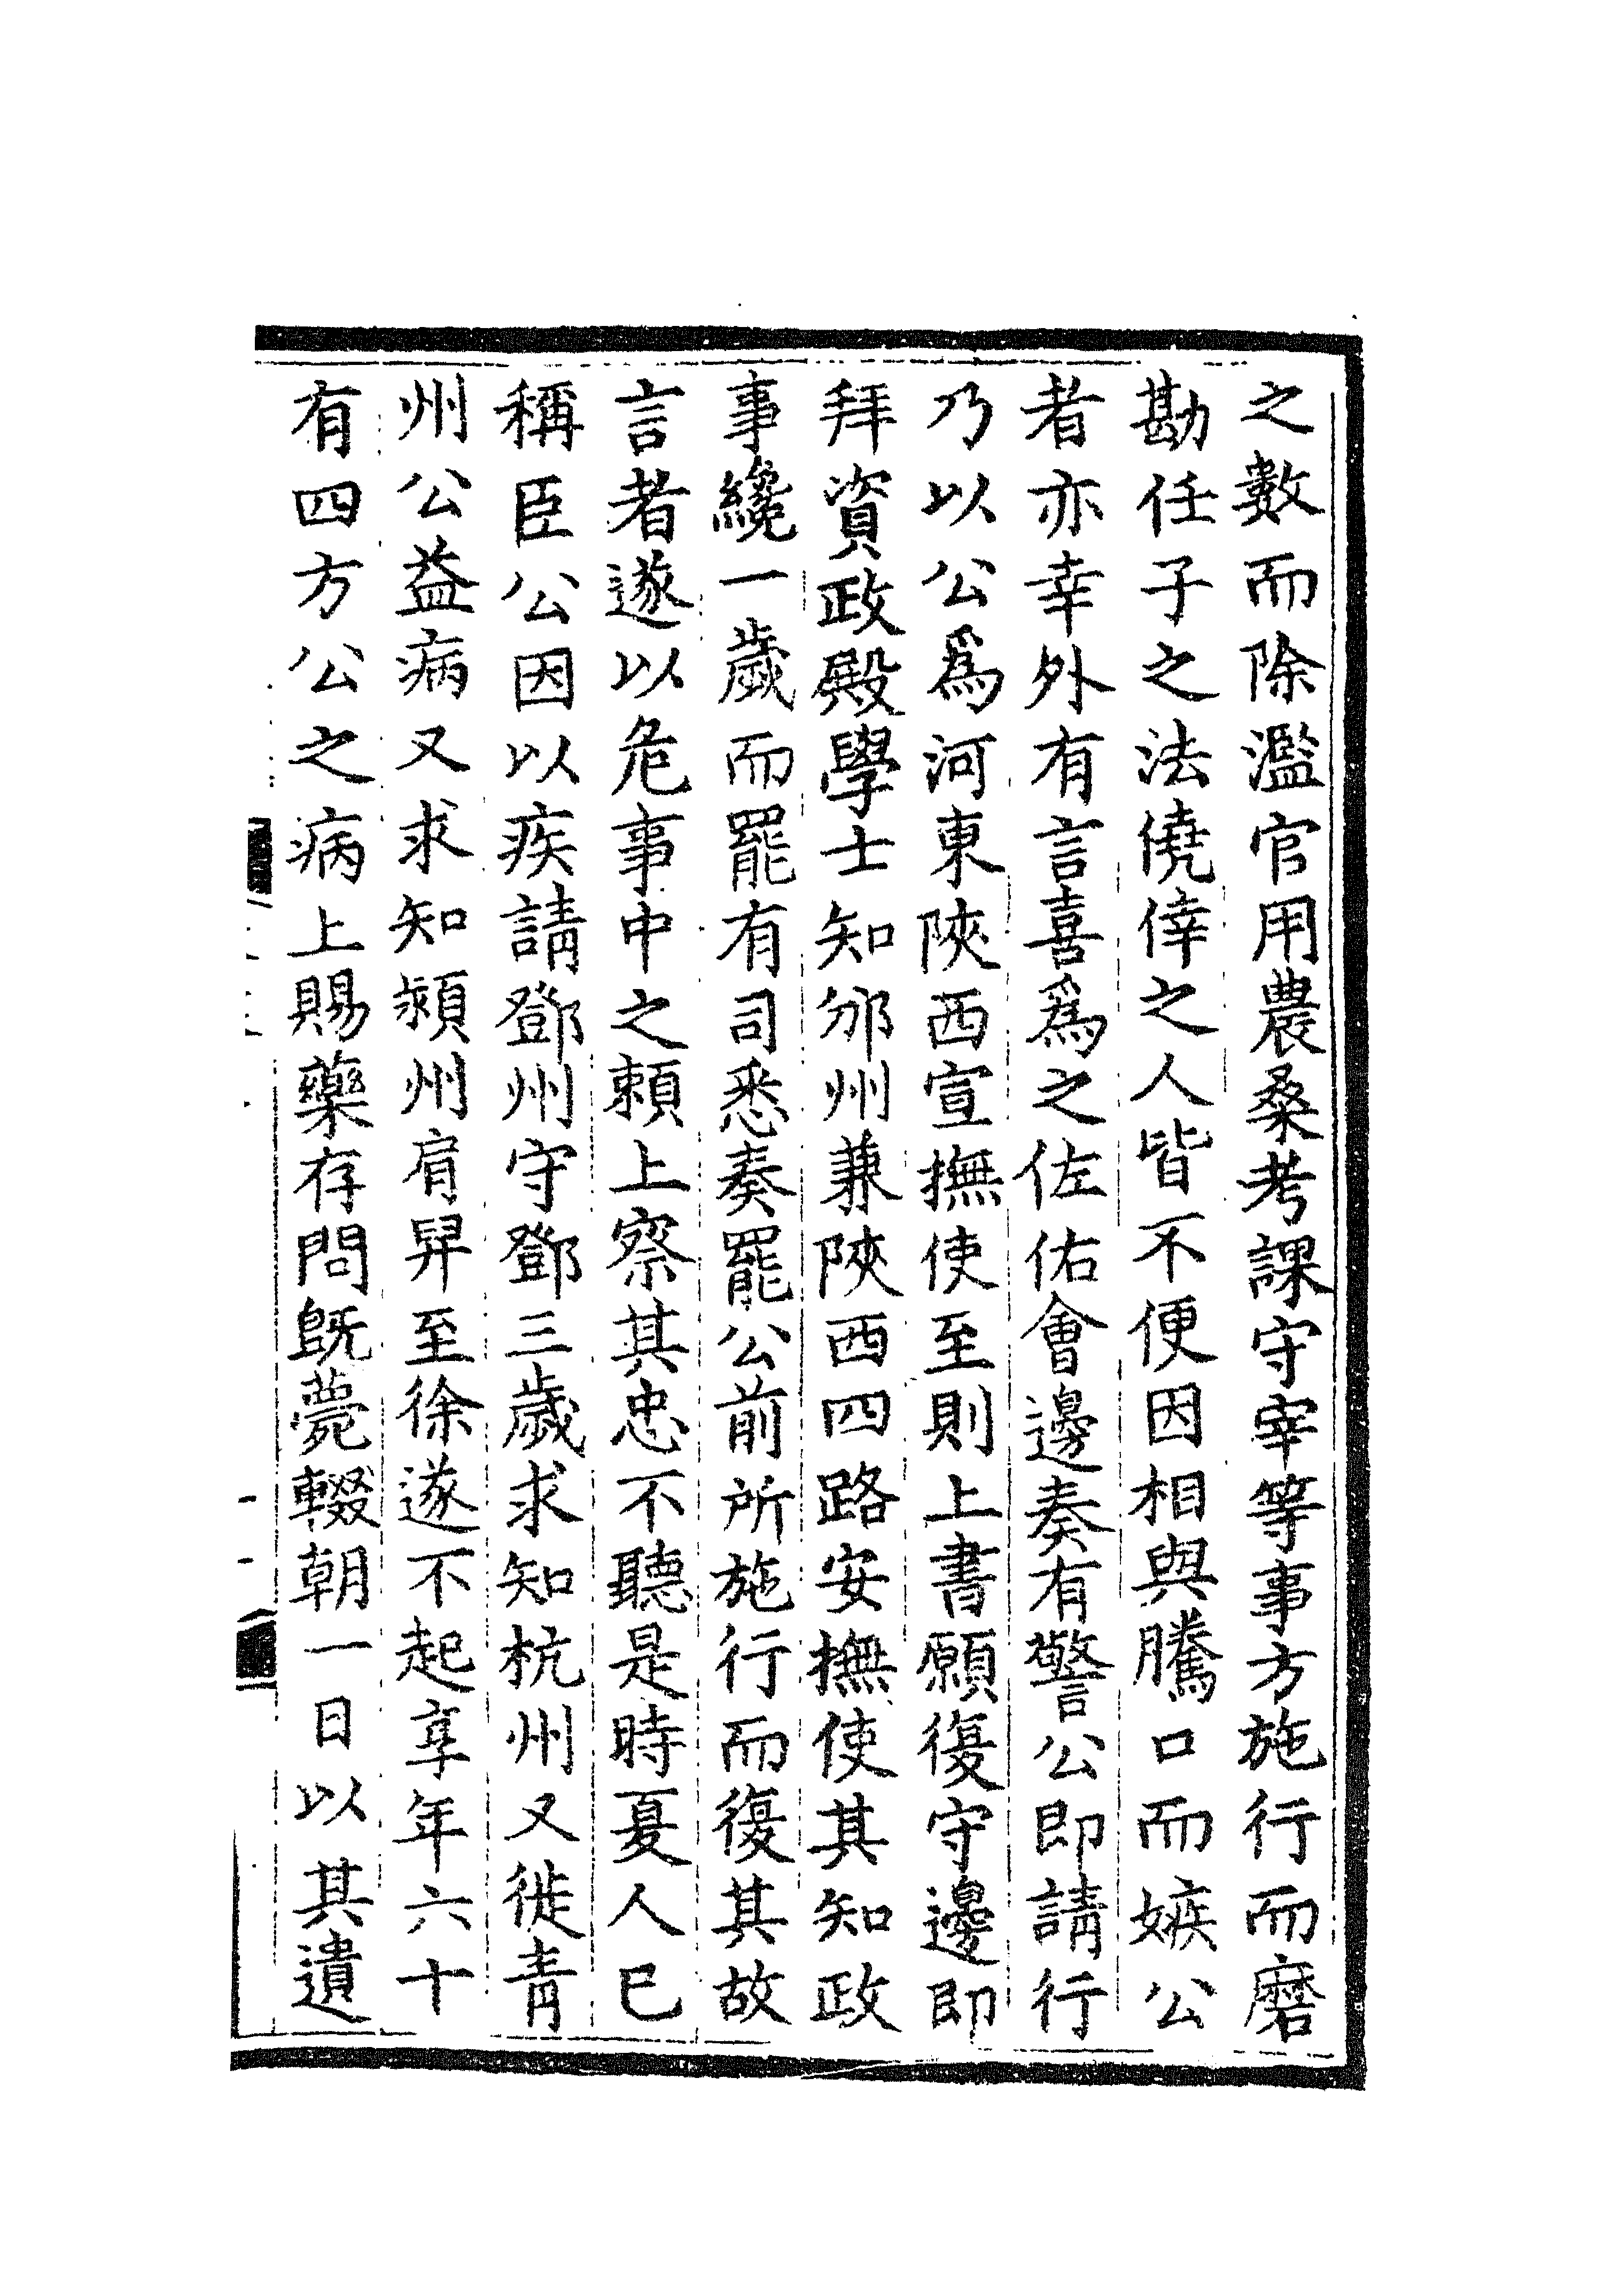 之數而除濫官用農桑考課守宰等事方施行而磨
勘任子之法僥倖之人皆不便因相與騰口而嫉公
者亦幸外有言喜爲之佐佑會邊奏有警公即請行
乃以公爲河東陝西宣撫使至則上書願復守邊即
拜資政殿學士知邠州兼陝西四路安撫使其知政
事纔一歲而罷有司悉奏罷公前所施行而復其故
言者遂以危事中之賴上察其忠不聽是時夏人已
稱臣公因以疾請鄧州守鄧三歲求知杭州又徙青
州公益病又求知潁州肩舁至徐遂不起享年六十
有四方公之病上賜藥存問既薨輟朝一日以其遺